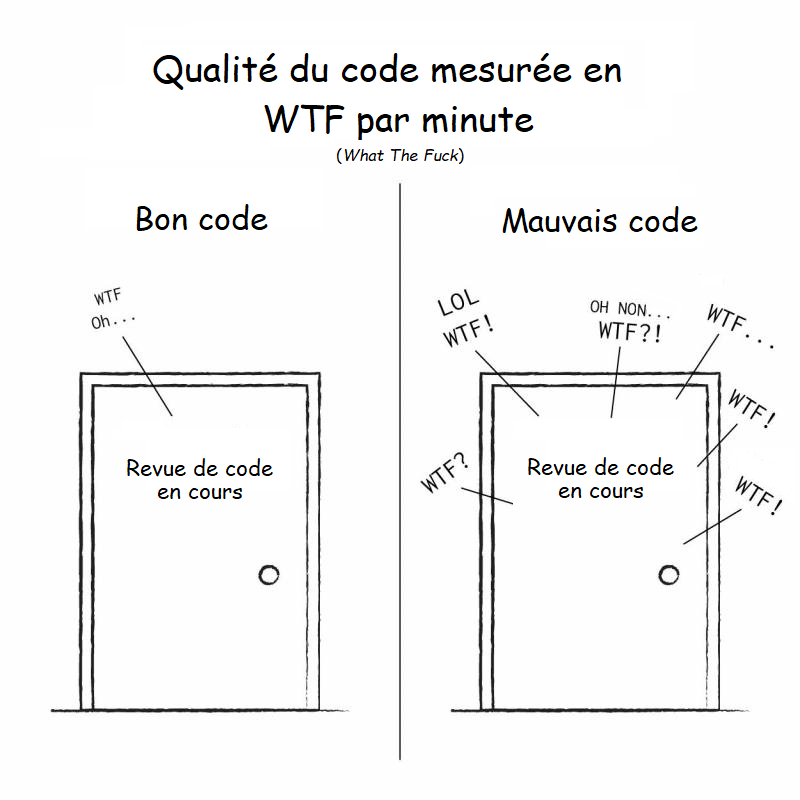 Qualité du code mesurée en
WTF par minute
(What The Fuck)
Bon code
WTF
Oh...
Revue de code
en cours
Mauvais code
LOL
WTF!
OH NON...
WTF?!
WTF...
WTF!
WTF?
WTF!
Revue de code
en cours